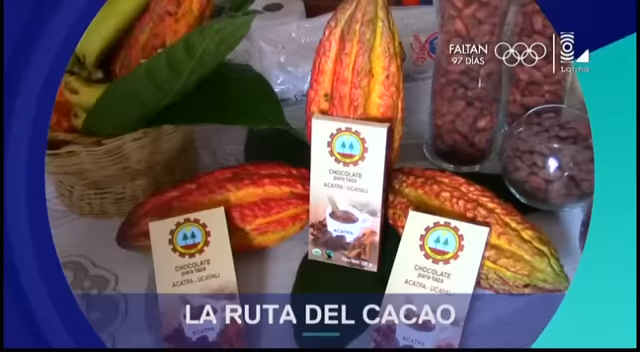 FALTAN
97 DÍAS
Latina
CHOCOLATE
para taza
ACATPA - UCAYALI
ACATPA
CHOCOLATE
para taza
ACATPA - UCAYALI
CHOCOLATE
para taza
ACATPA - UCAYALI
LA RUTA DEL CACAO